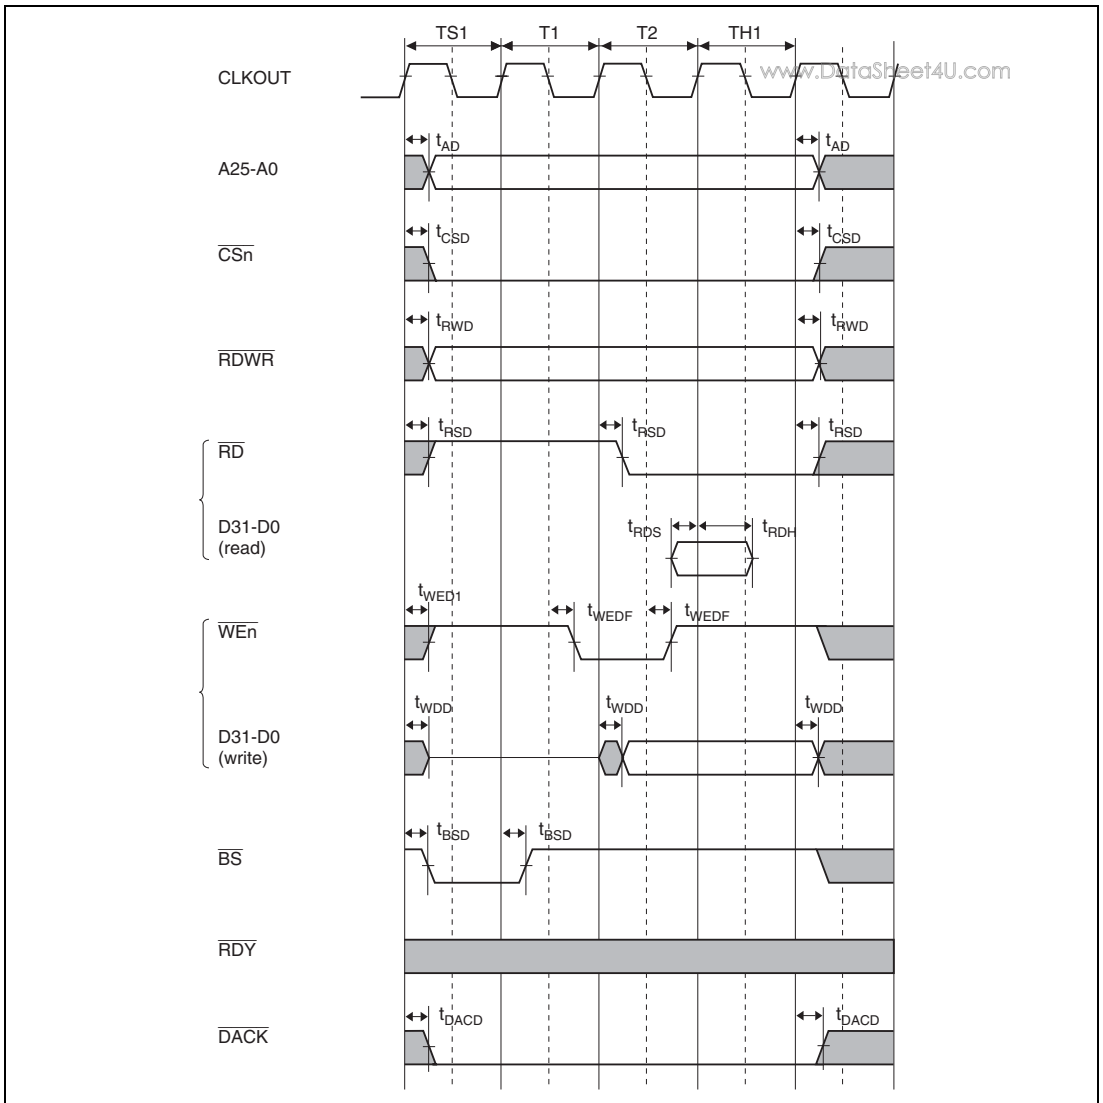 TS1 T1 T2 TH1
CLKOUT
www.DataSheet4U.com
tAD tAD
A25-A0
tCSD tCSD
CSn
tRWD tRWD
RDWR
tRSD tRSD tRSD
RD
D31-D0
(read)
tRDS tRDH
tWED1 tWEDF tWEDF
WEn
tWDD tWDD tWDD
D31-D0
(write)
tBSD tBSD
BS
RDY
tDACD tDACD
DACK